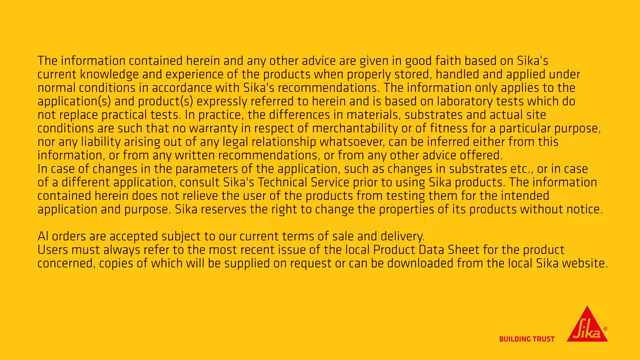 The information contained herein and any other advice are given in good faith based on Sika's
current knowledge and experience of the products when properly stored, handled and applied under
normal conditions in accordance with Sika's recommendations. The information only applies to the
application(s) and product(s) expressly referred to herein and is based on laboratory tests which do
not replace practical tests. In practice, the differences in materials, substrates and actual site
conditions are such that no warranty in respect of merchantability or of fitness for a particular purpose,
nor any liability arising out of any legal relationship whatsoever, can be inferred either from this
information, or from any written recommendations, or from any other advice offered.
In case of changes in the parameters of the application, such as changes in substrates etc., or in case
of a different application, consult Sika's Technical Service prior to using Sika products. The information
contained herein does not relieve the user of the products from testing them for the intended
application and purpose. Sika reserves the right to change the properties of its products without notice.
Al orders are accepted subject to our current terms of sale and delivery.
Users must always refer to the most recent issue of the local Product Data Sheet for the product
concerned, copies of which will be supplied on request or can be downloaded from the local Sika website.
BUILDING TRUST
Sika®